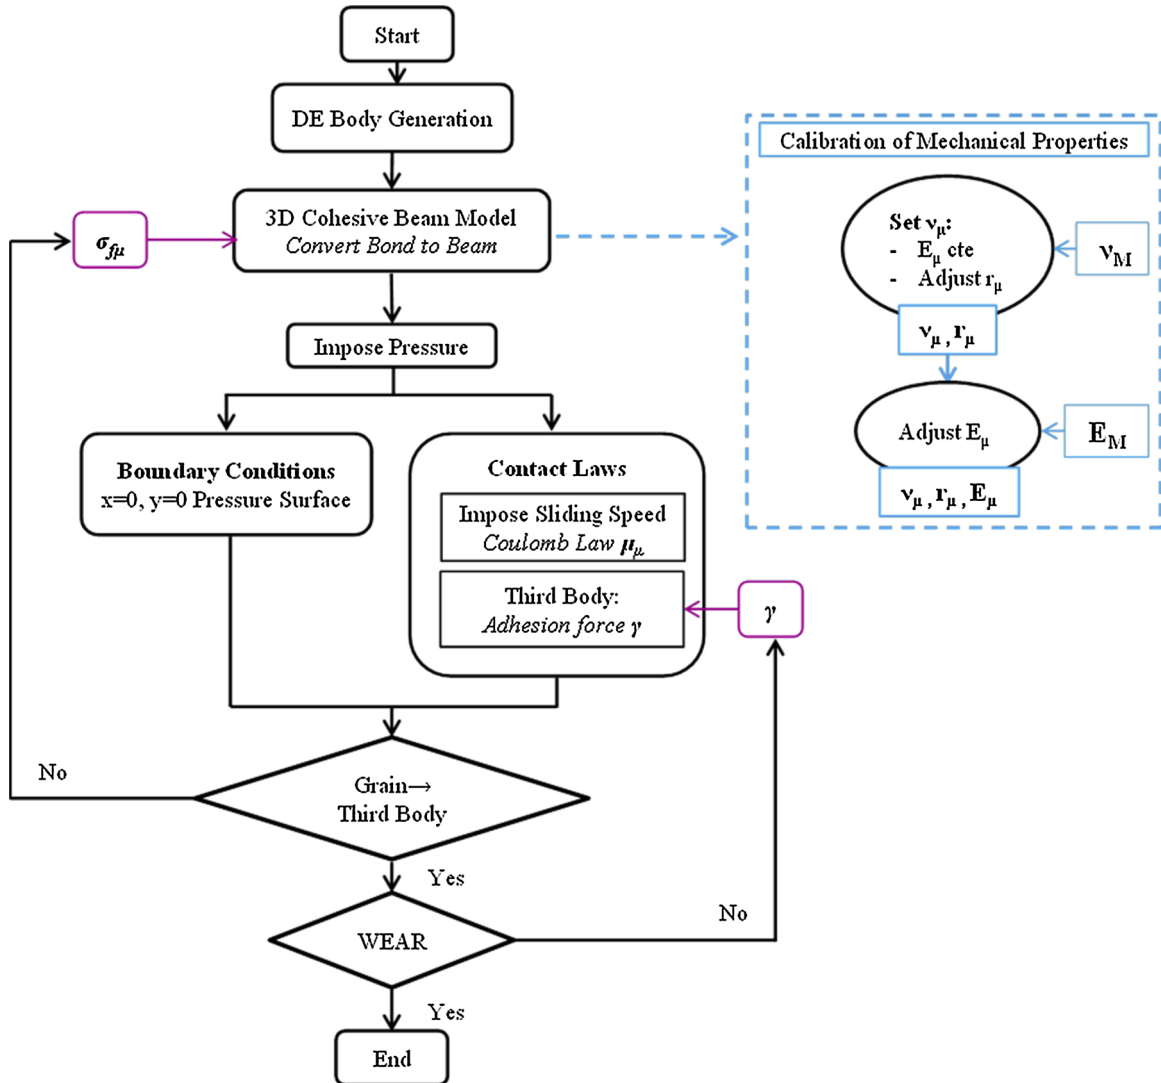 Start
DE Body Generation
σfμ
3D Cohesive Beam Model
Convert Bond to Beam
Impose Pressure
Boundary Conditions
x=0, y=0 Pressure Surface
Contact Laws
Impose Sliding Speed
Coulomb Law μμ
Third Body:
Adhesion force γ
γ
Grain→
Third Body
No
Yes
WEAR
No
Yes
End
Calibration of Mechanical Properties
Set νμ:
- Eμ cte
- Adjust rμ
νM
νμ , rμ
Adjust Eμ
EM
νμ , rμ , Eμ